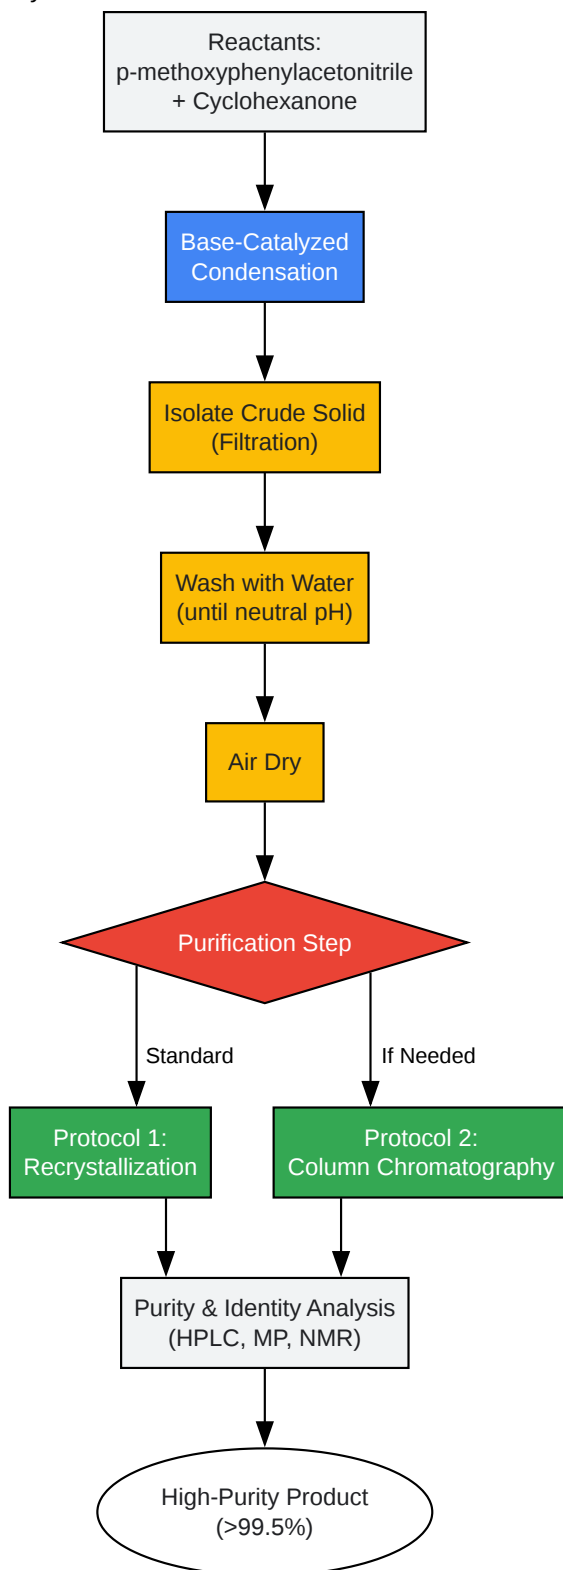 Reactants:
p-methoxyphenylacetonitrile
+ Cyclohexanone
Base-Catalyzed
Condensation
Isolate Crude Solid
(Filtration)
Wash with Water
(until neutral pH)
Air Dry
Purification Step
Standard
If Needed
Protocol 1:
Recrystallization
Protocol 2:
Column Chromatography
Purity & Identity Analysis
(HPLC, MP, NMR)
High-Purity Product
(>99.5%)